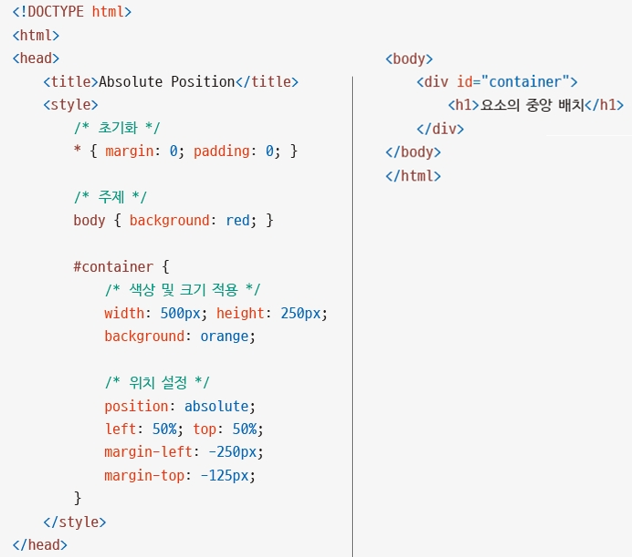 <!DOCTYPE html>
<html>
<head>
<title>Absolute Position</title>
<style>
/* 초기화 */
* { margin: 0; padding: 0; }
/* 주제 */
body { background: red; }
#container {
/* 색상 및 크기 적용 */
width: 500px; height: 250px;
background: orange;
/* 위치 설정 */
position: absolute;
left: 50%; top: 50%;
margin-left: -250px;
margin-top: -125px;
}
</style>
</head>
<body>
<div id="container">
<h1>요소의 중앙 배치</h1>
</div>
</body>
</html>